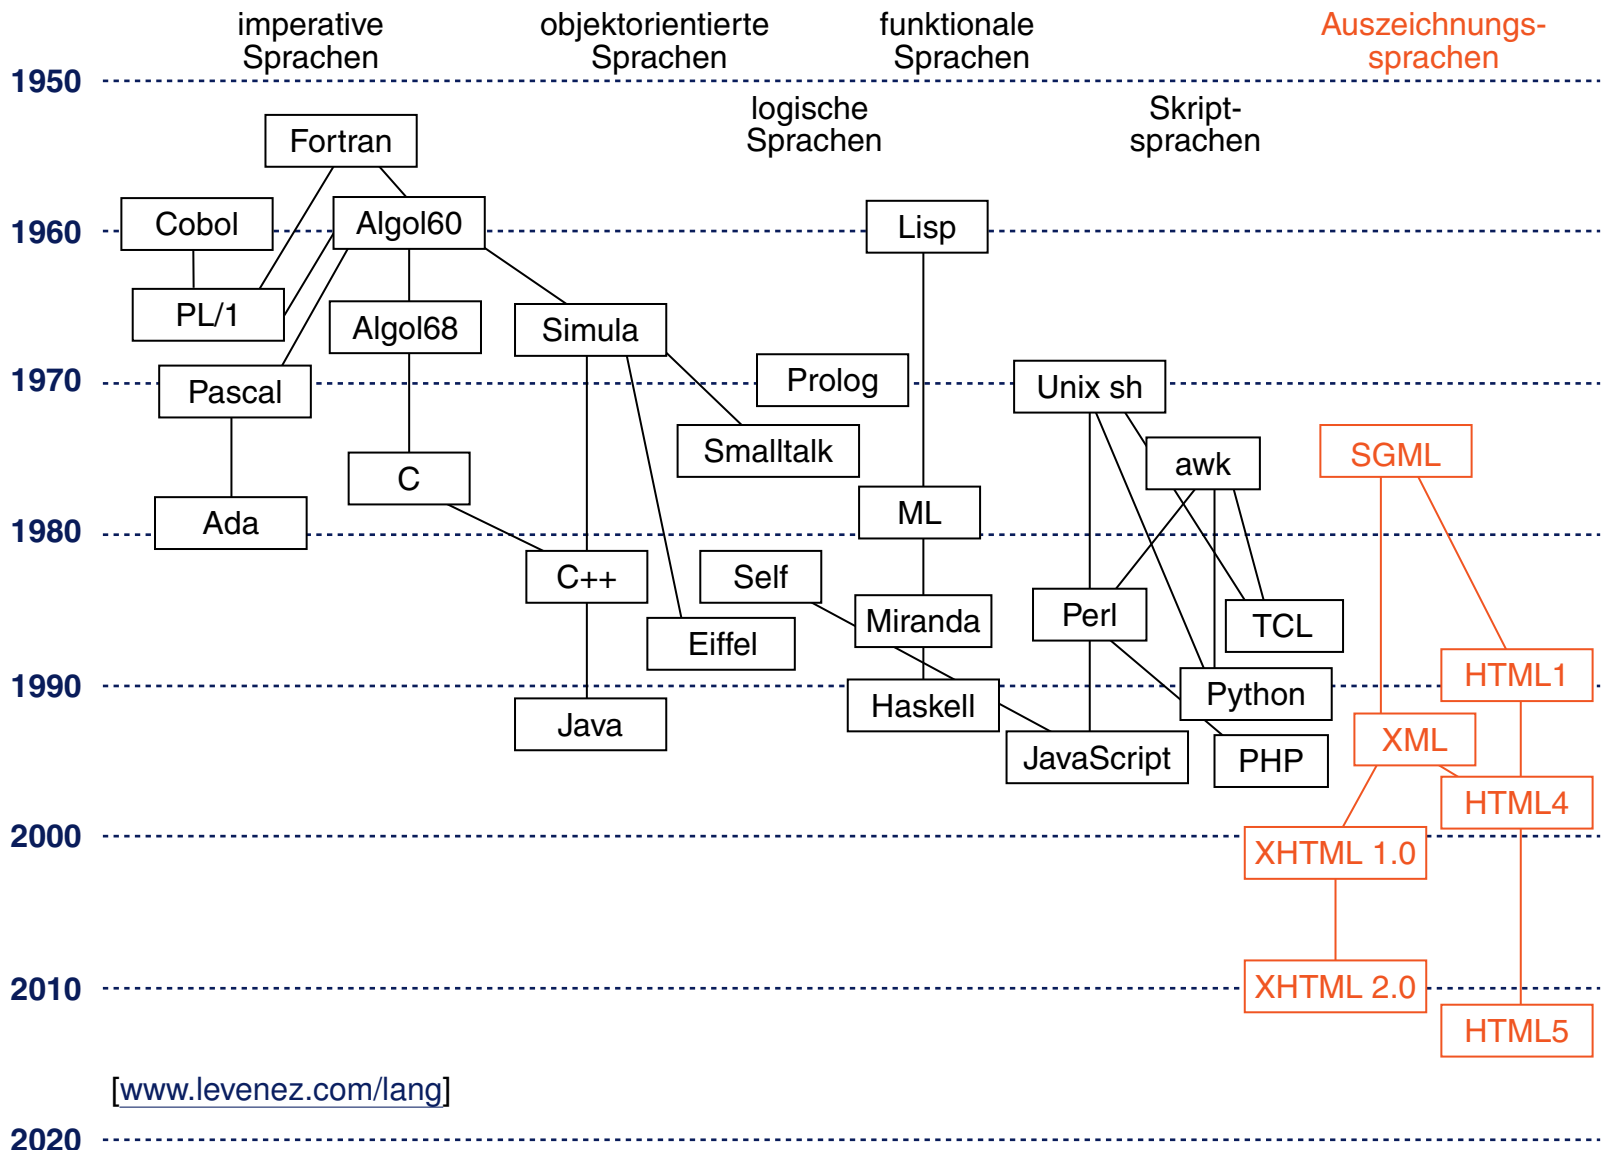 imperative
Sprachen
objektorientierte
Sprachen
funktionale
Sprachen
Auszeichnungs-
sprachen
1950
logische
Sprachen
Skript-
sprachen
Fortran
Cobol
1960
Algol60
Lisp
PL/1
Algol68
Simula
1970
Pascal
Prolog
Unix sh
Smalltalk
awk
SGML
C
Ada
ML
1980
C++
Self
Miranda
Perl
TCL
Eiffel
HTML1
1990
Haskell
Python
Java
XML
JavaScript
PHP
HTML4
2000
XHTML 1.0
2010
XHTML 2.0
HTML5
[www.levenez.com/lang]
2020